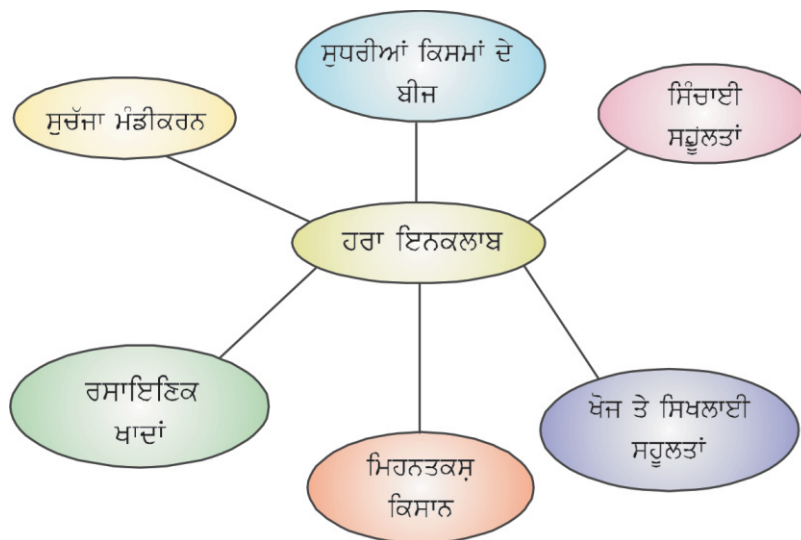 ਸੁਧਰੀਆਂ ਕਿਸਮਾਂ ਦੇ
ਬੀਜ
ਸੁਚੱਜਾ ਮੰਡੀਕਰਨ
ਸਿੰਚਾਈ
ਸਹੂਲਤਾਂ
ਹਰਾ ਇਨਕਲਾਬ
ਰਸਾਇਣਿਕ
ਖਾਦਾਂ
ਖੋਜ ਤੇ ਸਿਖਲਾਈ
ਸਹੂਲਤਾਂ
ਮਿਹਨਤਕਸ਼
ਕਿਸਾਨ